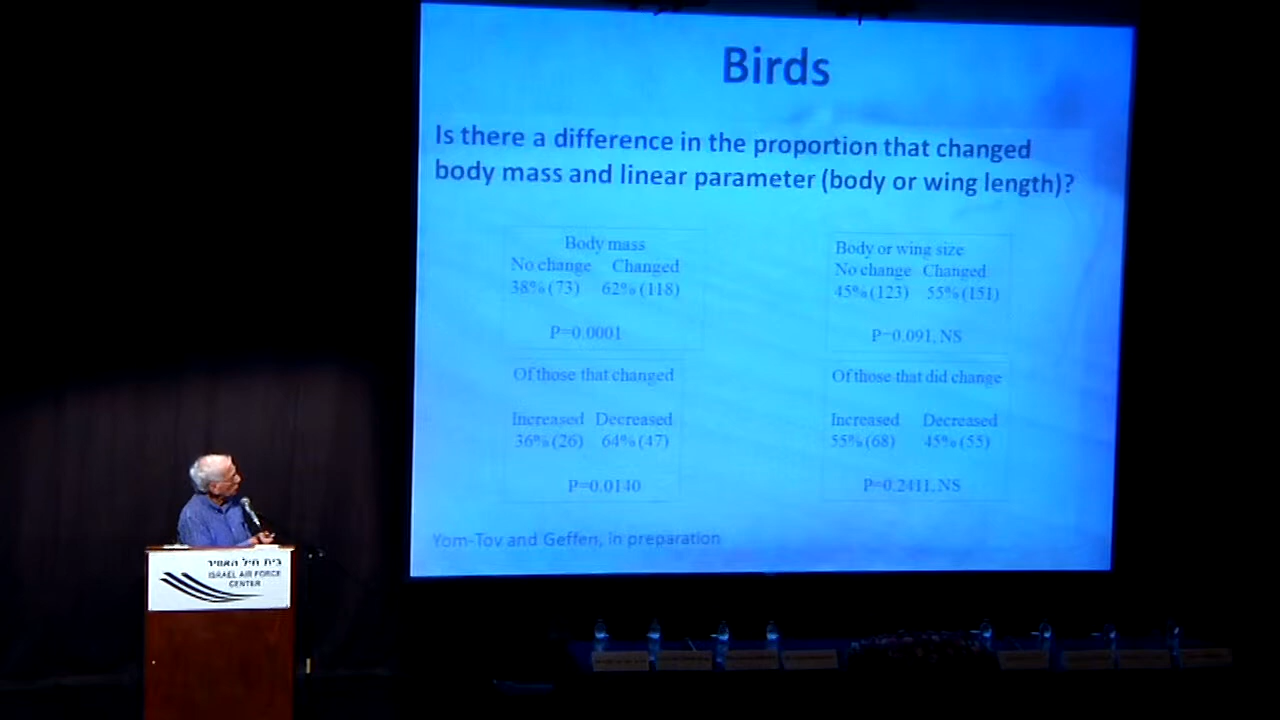 Birds
Is there a difference in the proportion that changed
body mass and linear parameter (body or wing length)?
Body mass
No change Changed
38% (73) 62% (118)
P=0.0001
Of those that changed
Increased Decreased
36% (26) 64% (47)
P=0.0140
Body or wing size
No change Changed
45% (123) 55% (151)
P=0.091, NS
Of those that did change
Increased Decreased
55% (68) 45% (55)
P=0.2411, NS
Yom-Tov and Geffen, in preparation
בית חיל האוויר
ISRAEL AIR FORCE
CENTER